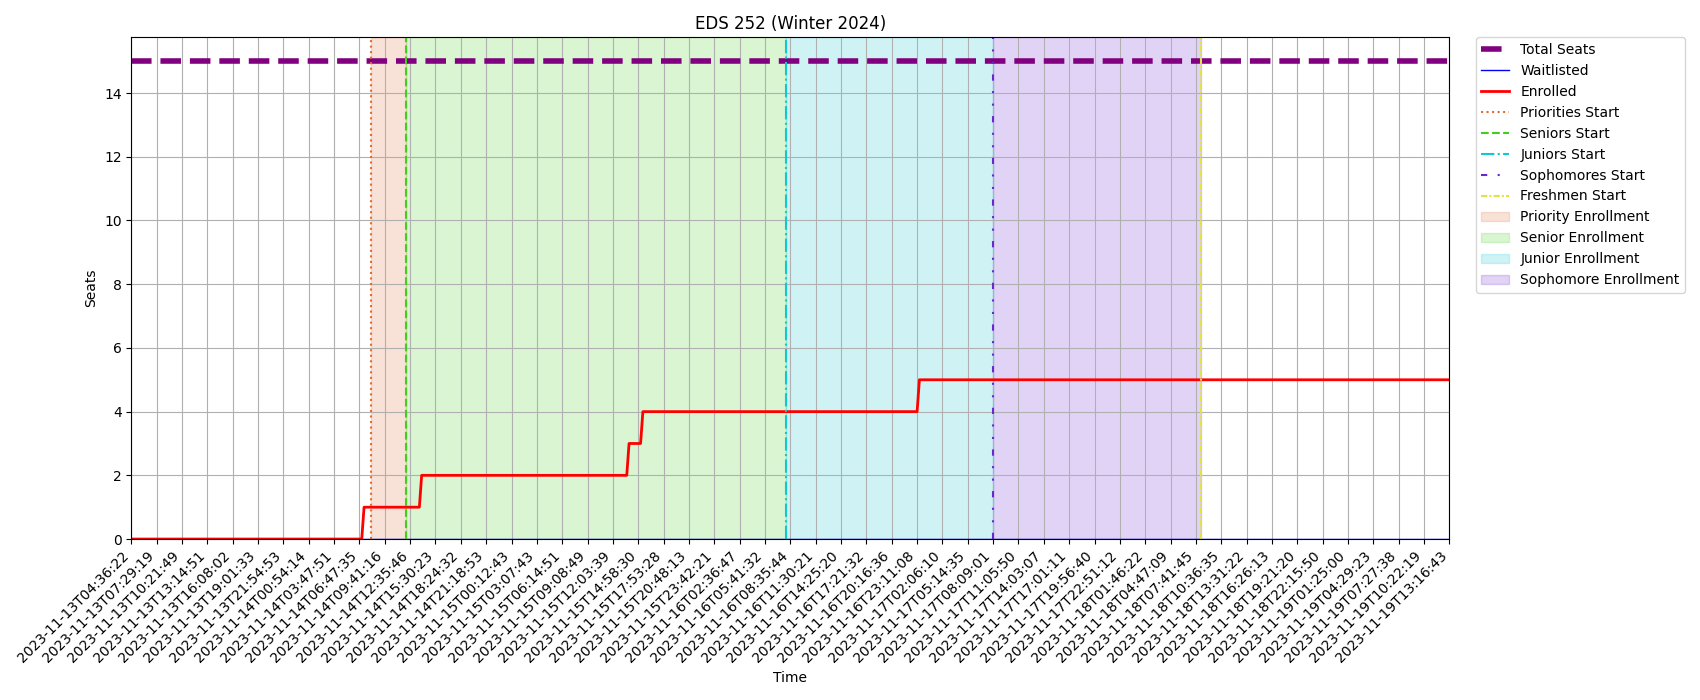 EDS 252 (Winter 2024)
Seats
14
12
10
8
6
4
2
0
2023-11-13T04:36:22
2023-11-13T07:29:19
2023-11-13T10:21:49
2023-11-13T13:14:51
2023-11-13T16:08:02
2023-11-13T19:01:33
2023-11-13T21:54:53
2023-11-14T00:54:14
2023-11-14T03:47:51
2023-11-14T06:47:35
2023-11-14T09:41:16
2023-11-14T12:35:46
2023-11-14T15:30:23
2023-11-14T18:24:32
2023-11-14T21:18:53
2023-11-15T00:12:43
2023-11-15T03:07:43
2023-11-15T06:14:51
2023-11-15T09:08:49
2023-11-15T12:03:39
2023-11-15T14:58:30
2023-11-15T17:53:28
2023-11-15T20:48:13
2023-11-15T23:42:21
2023-11-16T02:36:47
2023-11-16T05:41:32
2023-11-16T08:35:44
2023-11-16T11:30:21
2023-11-16T14:25:20
2023-11-16T17:21:32
2023-11-16T20:16:36
2023-11-16T23:11:08
2023-11-17T02:06:10
2023-11-17T05:14:35
2023-11-17T08:09:01
2023-11-17T11:05:50
2023-11-17T14:03:07
2023-11-17T17:01:11
2023-11-17T19:56:40
2023-11-17T22:51:12
2023-11-18T01:46:22
2023-11-18T04:47:09
2023-11-18T07:41:45
2023-11-18T10:36:35
2023-11-18T13:31:22
2023-11-18T16:26:13
2023-11-18T19:21:20
2023-11-18T22:15:50
2023-11-19T01:25:00
2023-11-19T04:29:23
2023-11-19T07:27:38
2023-11-19T10:22:19
2023-11-19T13:16:43
Time
Total Seats
Waitlisted
Enrolled
Priorities Start
Seniors Start
Juniors Start
Sophomores Start
Freshmen Start
Priority Enrollment
Senior Enrollment
Junior Enrollment
Sophomore Enrollment